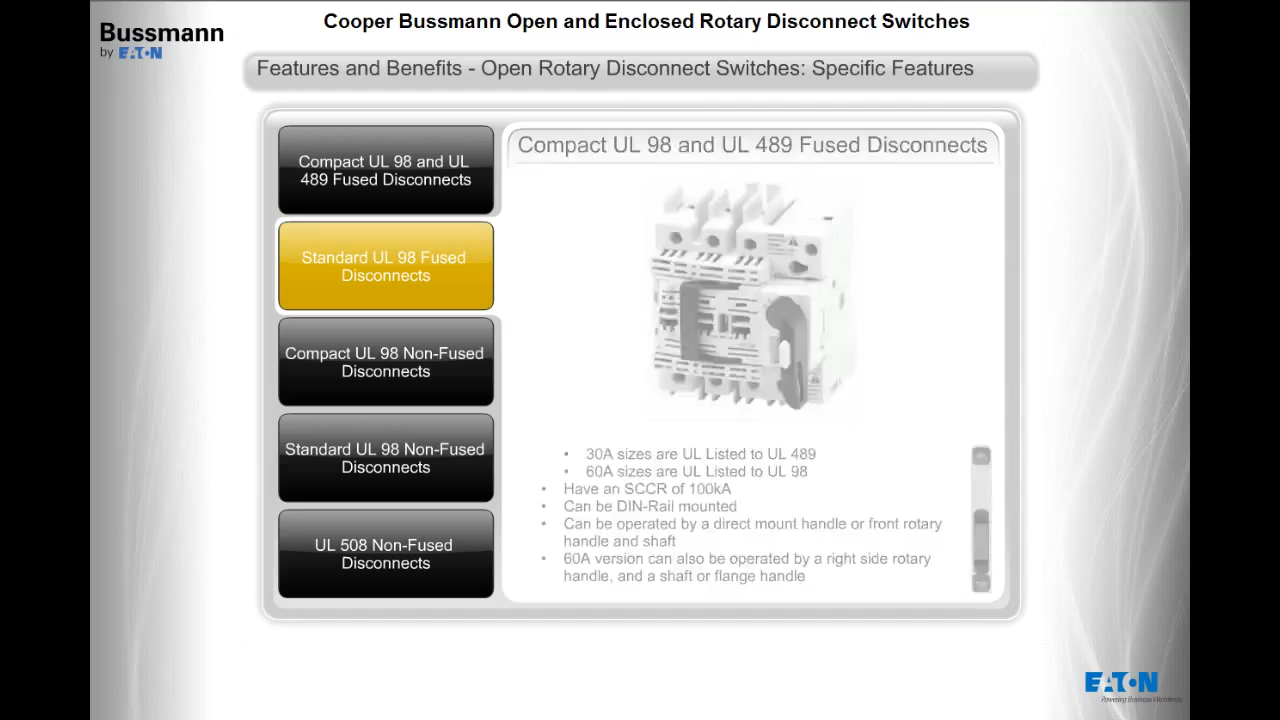 Cooper Bussmann Open and Enclosed Rotary Disconnect Switches
Bussmann
by EATON
Features and Benefits - Open Rotary Disconnect Switches: Specific Features
Compact UL 98 and UL
489 Fused Disconnects
Standard UL 98 Fused
Disconnects
Compact UL 98 Non-Fused
Disconnects
Standard UL 98 Non-Fused
Disconnects
UL 508 Non-Fused
Disconnects
Compact UL 98 and UL 489 Fused Disconnects
• 30A sizes are UL Listed to UL 489
• 60A sizes are UL Listed to UL 98
• Have an SCCR of 100kA
• Can be DIN-Rail mounted
• Can be operated by a direct mount handle or front rotary
handle and shaft
• 60A version can also be operated by a right side rotary
handle, and a shaft or flange handle
EATON
Powering Business Worldwide